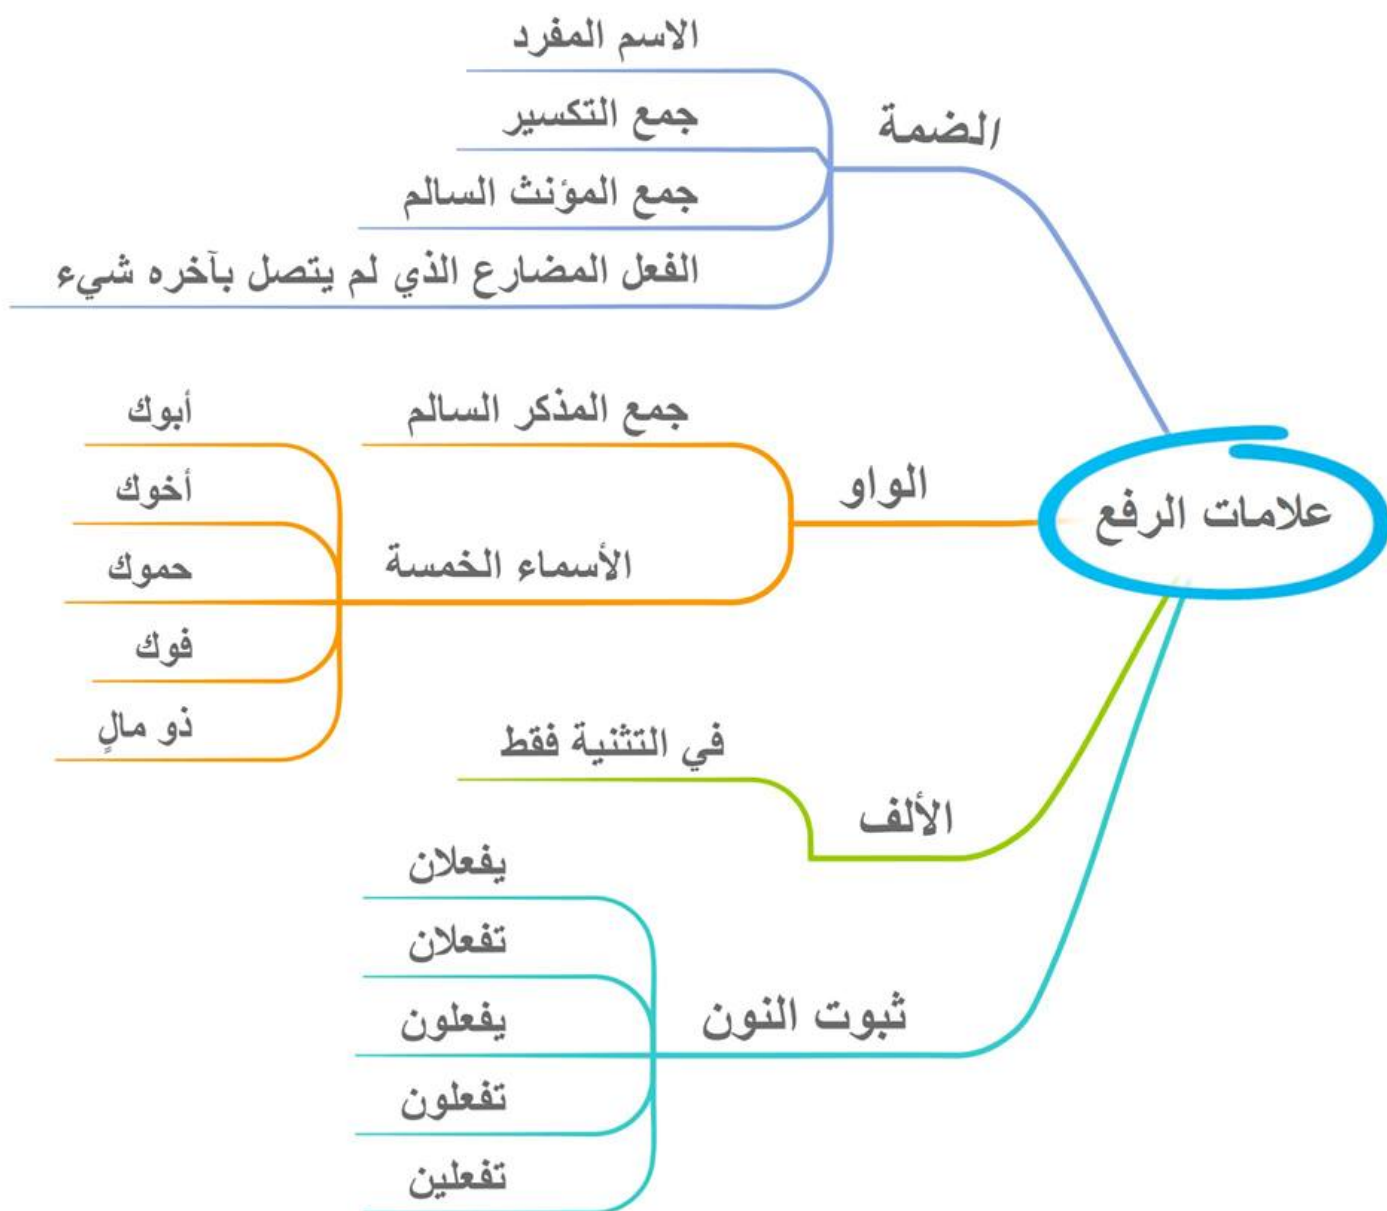 علامات الرفع
الضمة
الاسم المفرد
جمع التكسير
جمع المؤنث السالم
الفعل المضارع الذي لم يتصل بآخره شيء
الواو
جمع المذكر السالم
الأسماء الخمسة
أبوك
أخوك
حموك
فوك
ذو مالٍ
الألف
في التثنية فقط
ثبوت النون
يفعلان
تفعلان
يفعلون
تفعلون
تفعلين